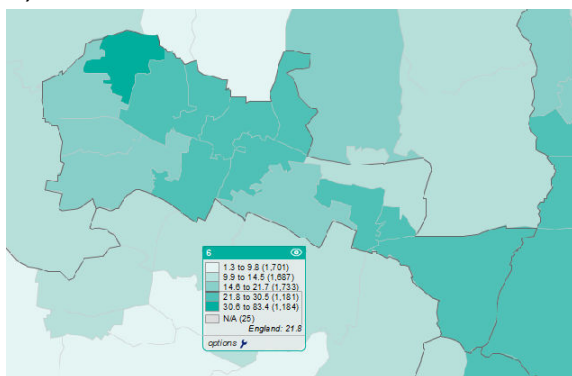 6
1.3 to 9.8 (1,701)
9.9 to 14.5 (1,687)
14.6 to 21.7 (1,733)
21.8 to 30.5 (1,181)
30.6 to 83.4 (1,184)
N/A (25)
England: 21.8
options